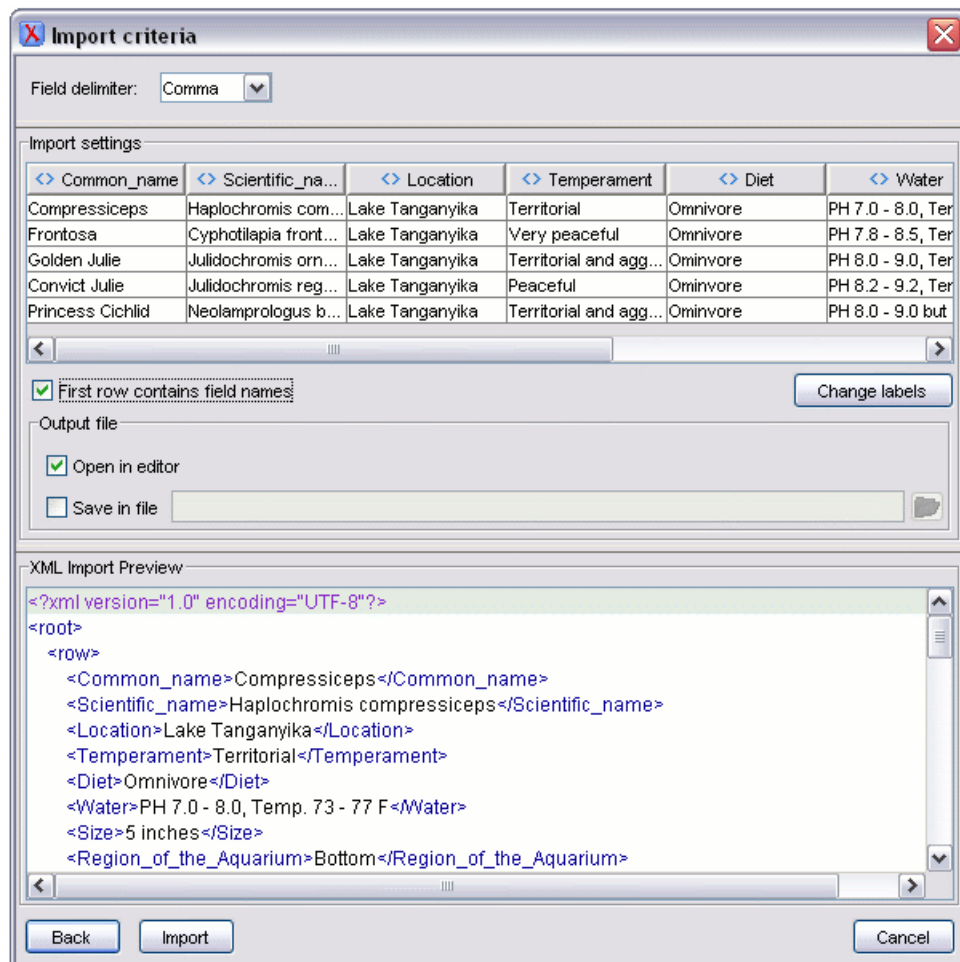 Import criteria
Field delimiter: Comma
Import settings
<> Common_name <> Scientific_na... <> Location <> Temperament <> Diet <> Water
Compressiceps Haplochromis com... Lake Tanganyika Territorial Omnivore PH 7.0 - 8.0, Ter
Frontosa Cyphotilapia front... Lake Tanganyika Very peaceful Omnivore PH 7.8 - 8.5, Ter
Golden Julie Julidochromis orn... Lake Tanganyika Territorial and agg... Ominvore PH 8.0 - 9.0, Ter
Convict Julie Julidochromis reg... Lake Tanganyika Peaceful Ominvore PH 8.2 - 9.2, Ter
Princess Cichlid Neolamprologus b... Lake Tanganyika Territorial and agg... Ominvore PH 8.0 - 9.0 but
First row contains field names Change labels
Output file
Open in editor
Save in file
XML Import Preview
<?xml version="1.0" encoding="UTF-8"?>
<root>
<row>
<Common_name>Compressiceps</Common_name>
<Scientific_name>Haplochromis compressiceps</Scientific_name>
<Location>Lake Tanganyika</Location>
<Temperament>Territorial</Temperament>
<Diet>Omnivore</Diet>
<Water>PH 7.0 - 8.0, Temp. 73 - 77 F</Water>
<Size>5 inches</Size>
<Region_of_the_Aquarium>Bottom</Region_of_the_Aquarium>
Back Import Cancel